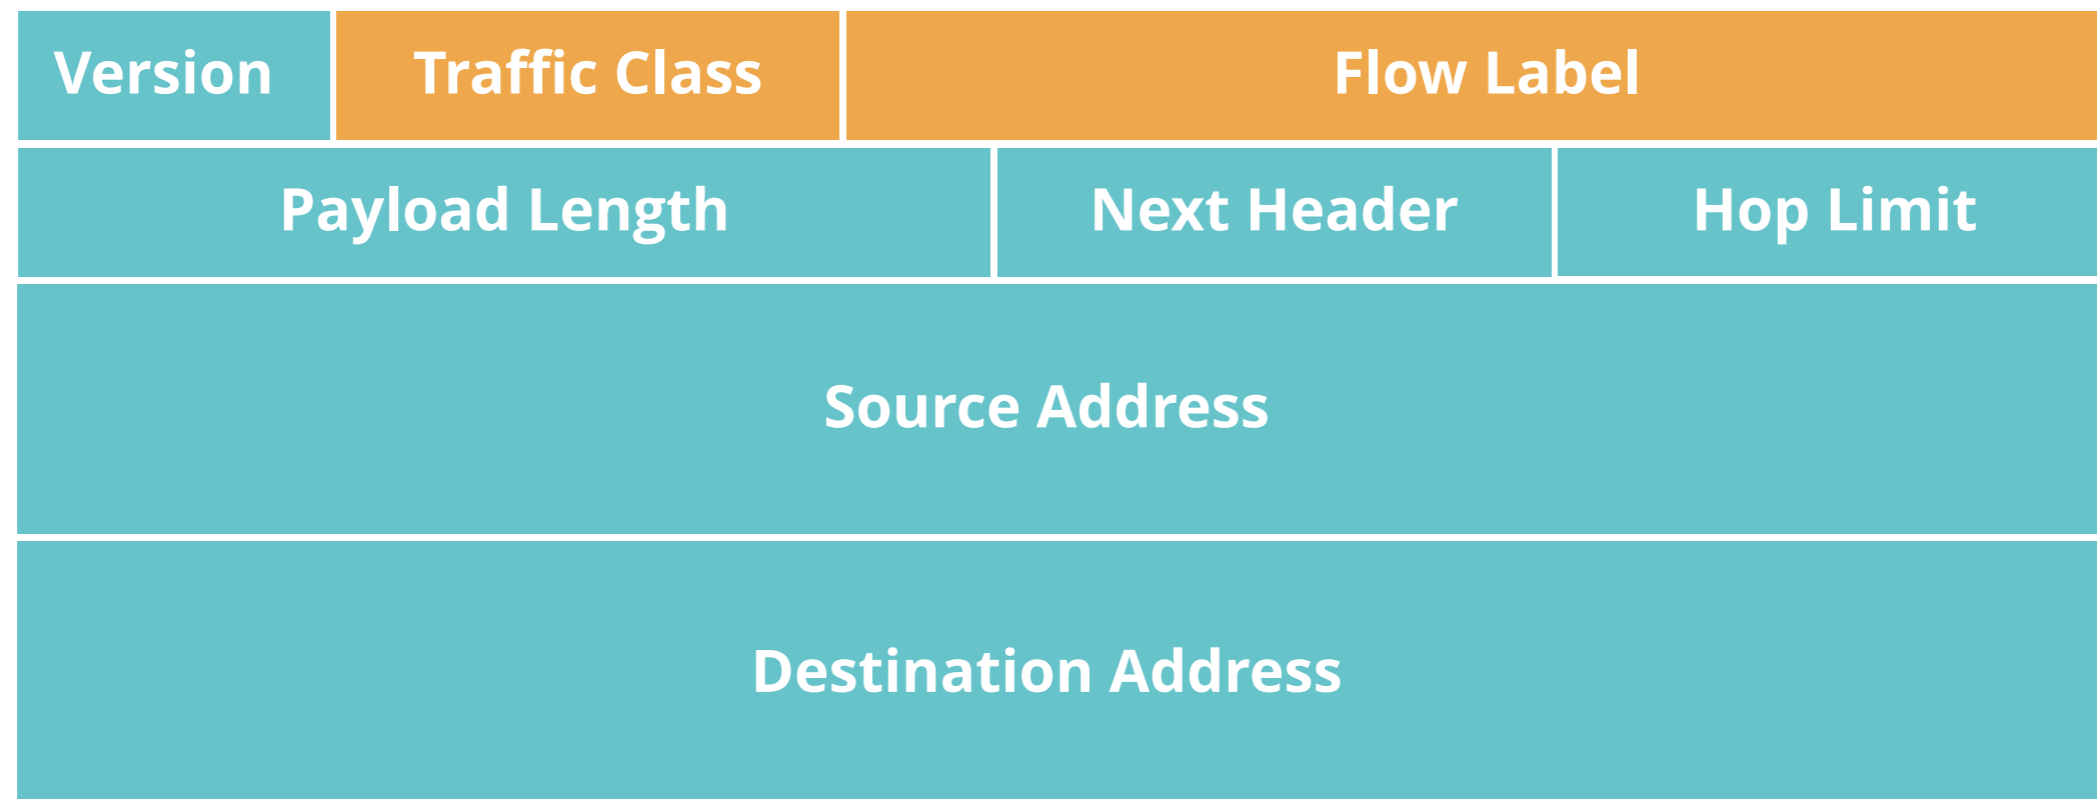 Version Traffic Class Flow Label
Payload Length Next Header Hop Limit
Source Address
Destination Address